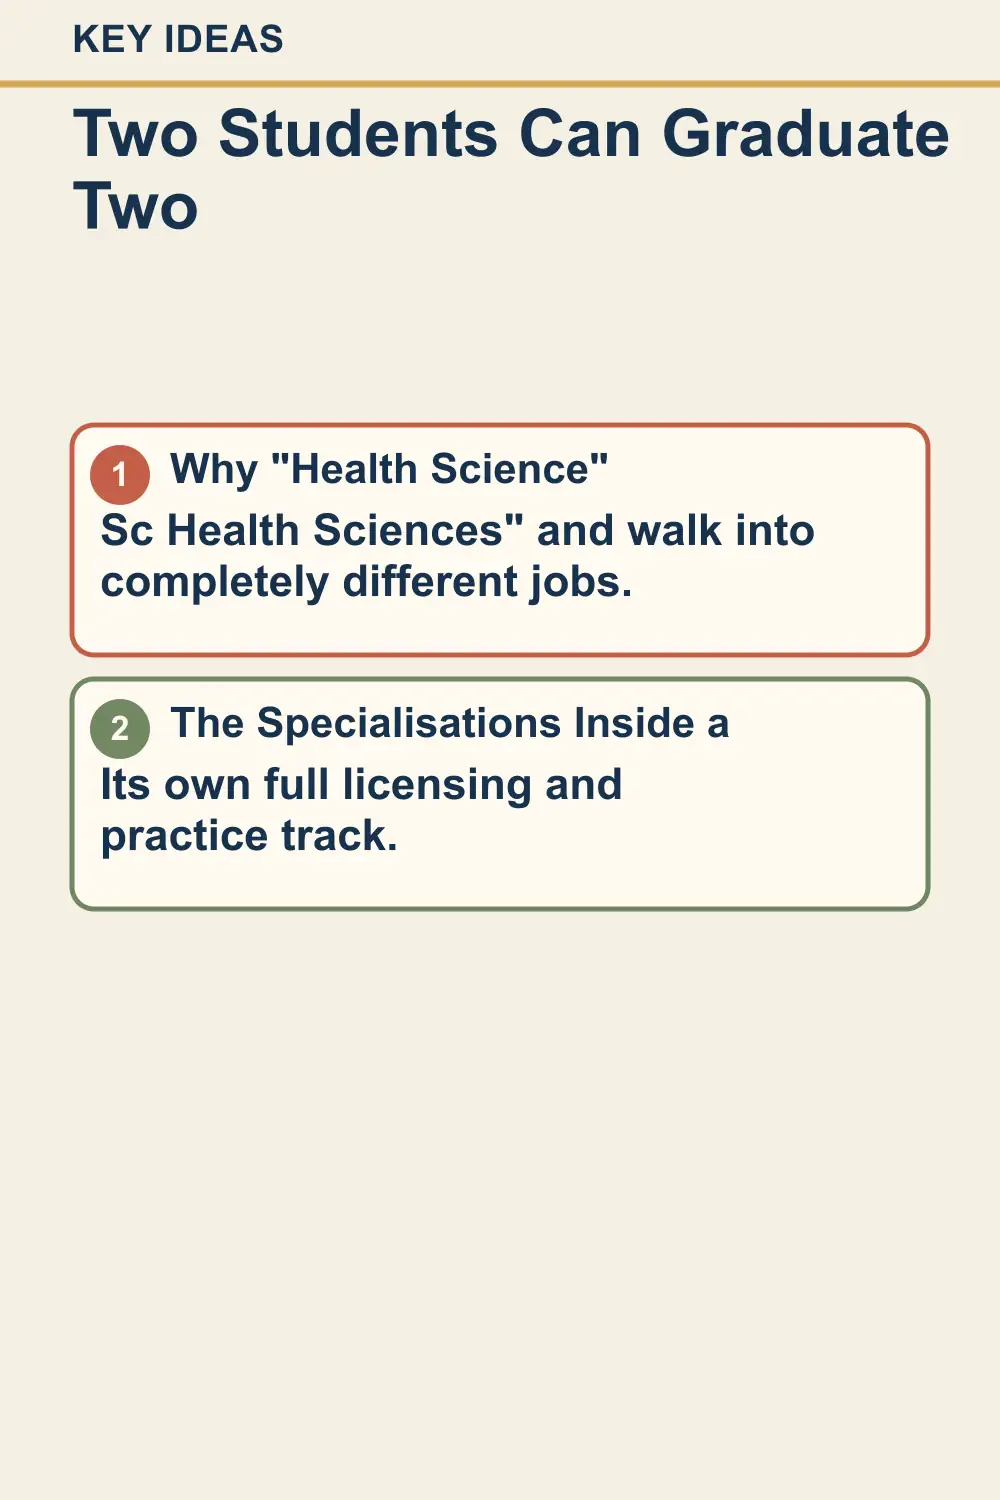 KEY IDEAS
Two Students Can Graduate
Two
1 Why "Health Science"
Sc Health Sciences" and walk into
completely different jobs.
2 The Specialisations Inside a
Its own full licensing and
practice track.